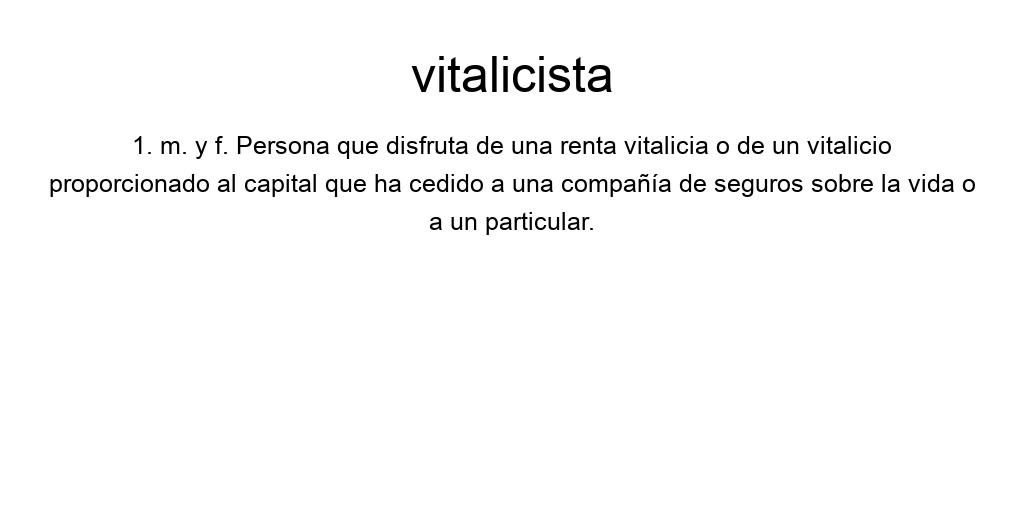 vitalicista
1. m. y f. Persona que disfruta de una renta vitalicia o de un vitalicio
proporcionado al capital que ha cedido a una compañía de seguros sobre la vida o
a un particular.